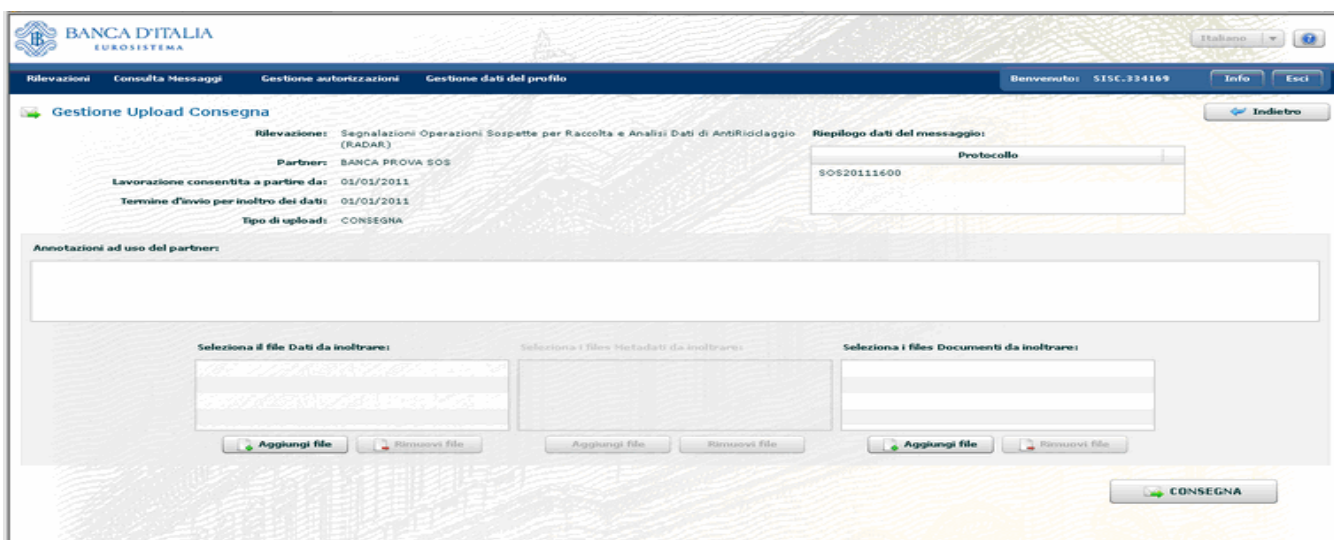 BANCA D'ITALIA
EUROSISTEMA
Italiano
Rilevazioni Consulta Messaggi Gestione autorizzazioni Gestione dati del profilo Benvenuto: SISC.334169 Info Esci
Gestione Upload Consegna Indietro
Rilevazione: Segnalazioni Operazioni Sospette per Raccolta e Analisi Dati di AntiRiciclaggio (RADAR)
Partner: BANCA PROVA SOS
Lavorazione consentita a partire da: 01/01/2011
Termine d'invio per inoltro dei dati: 01/01/2011
Tipo di upload: CONSEGNA
Riepilogo dati del messaggio:
Protocollo
SOS20111600
Annotazioni ad uso del partner:
Seleziona il file Dati da inoltrare: Seleziona i files Metadati da inoltrare: Seleziona i files Documenti da inoltrare:
Aggiungi file Rimuovi file Aggiungi file Rimuovi file Aggiungi file Rimuovi file
CONSEGNA